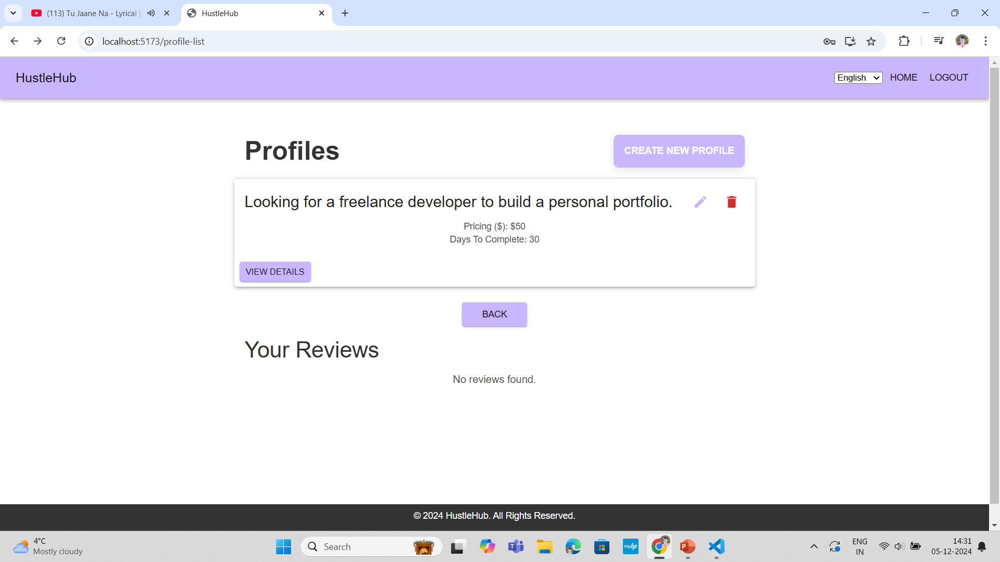 (113) Tu Jaane Na - Lyrical |
HustleHub
localhost:5173/profile-list
HustleHub
English
HOME
LOGOUT
Profiles
CREATE NEW PROFILE
Looking for a freelance developer to build a personal portfolio.
Pricing ($): $50
Days To Complete: 30
VIEW DETAILS
BACK
Your Reviews
No reviews found.
© 2024 HustleHub. All Rights Reserved.
4°C
Mostly cloudy
Search
myhp
ENG
IN
14:31
05-12-2024